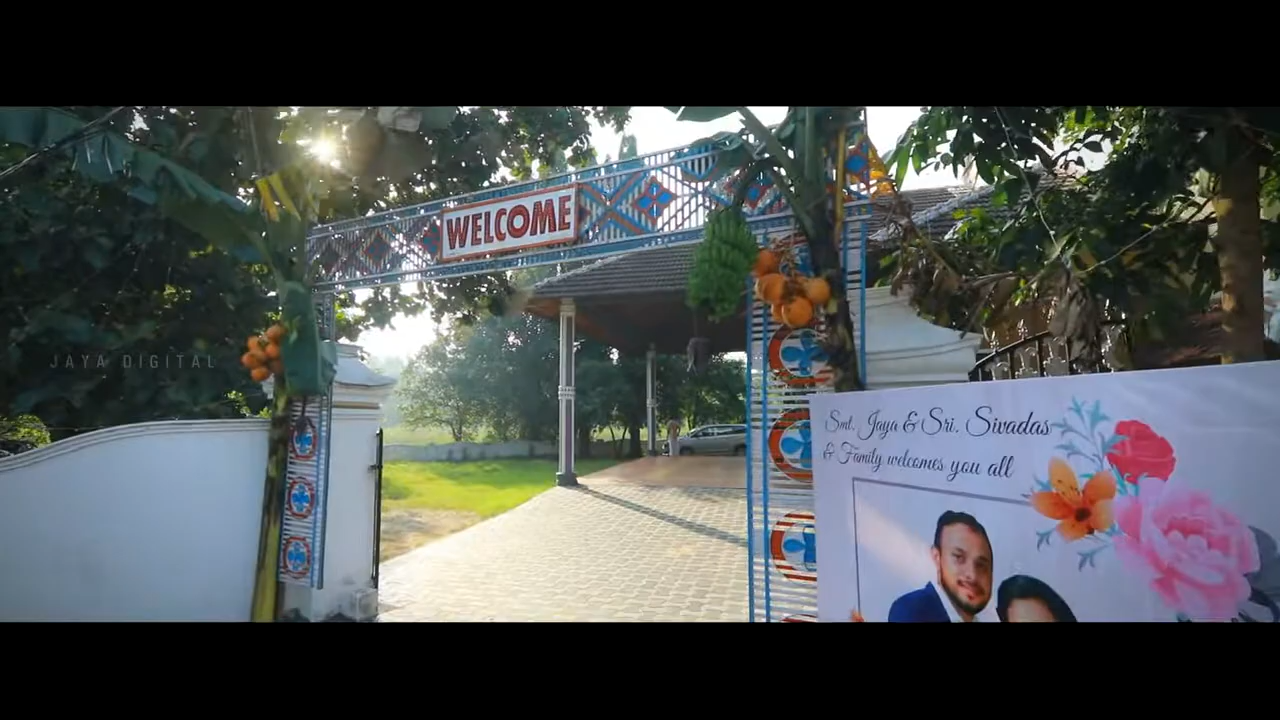 WELCOME
JAYA DIGITAL
Smt. Jaya & Sri. Sivadas
& Family welcomes you all